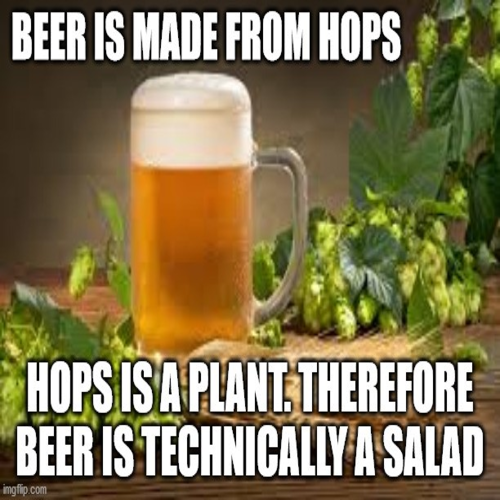 BEER IS MADE FROM HOPS
HOPS IS A PLANT. THEREFORE
BEER IS TECHNICALLY A SALAD
imgflip.com